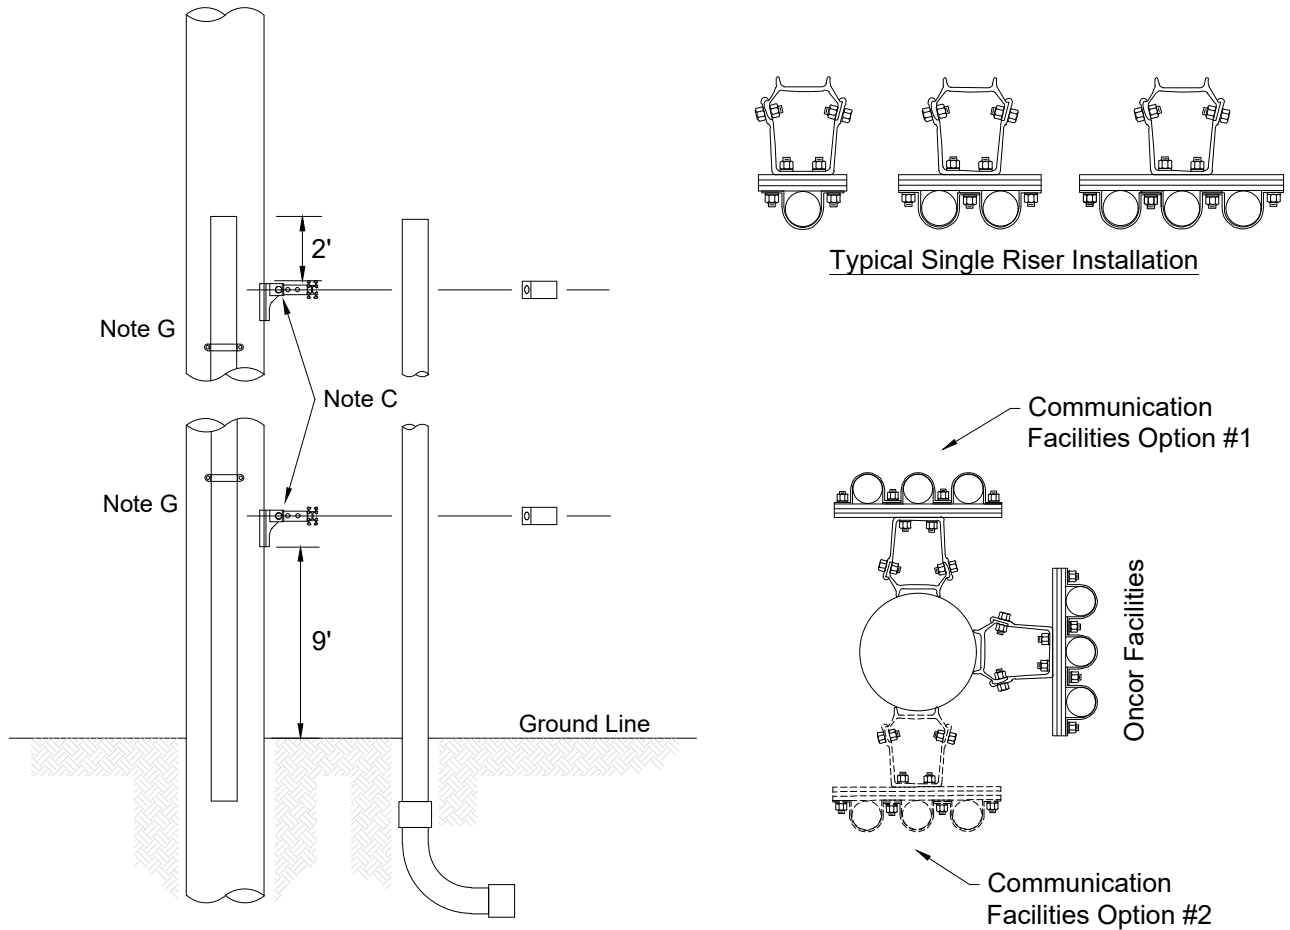 2'
Note G
Note C
Note G
9'
Ground Line
Typical Single Riser Installation
Communication
Facilities Option #1
Oncor Facilities
Communication
Facilities Option #2